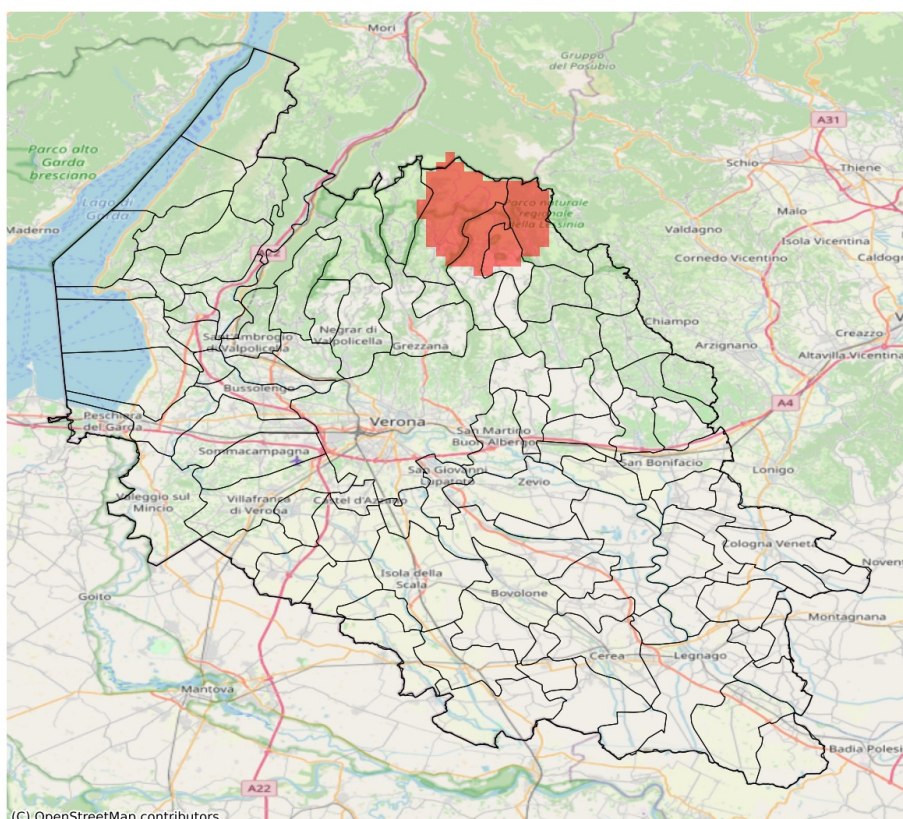 Mori
Gruppo
del Pasubio
A31
Parco alto
Garda
bresciano
Schio
Thiene
Lago di
Garda
Parco naturale
regionale
della Lessinia
Malo
Maderno
Valdagno
Isola Vicentina
Cornedo Vicentino
Caldogn
Chiampo
Sant'Ambrogio
di Valpolicella
Negrar di
Valpolicella
Grezzana
Arzignano
Creazzo
Altavilla Vicentina
Bussolengo
A4
Peschiera
del Garda
Verona
San Martino
Buon Albergo
Sommacampagna
San Bonifacio
Lonigo
San Giovanni
Lupatoto
Zevio
Valeggio sul
Mincio
Villafranca
di Verona
Castel d'Azzano
Cologna Veneta
Noven
Isola della
Scala
Goito
Bovolone
Montagnana
Cerea
Legnago
Mantova
Badia Polesi
A22
(C) OpenStreetMap contributors